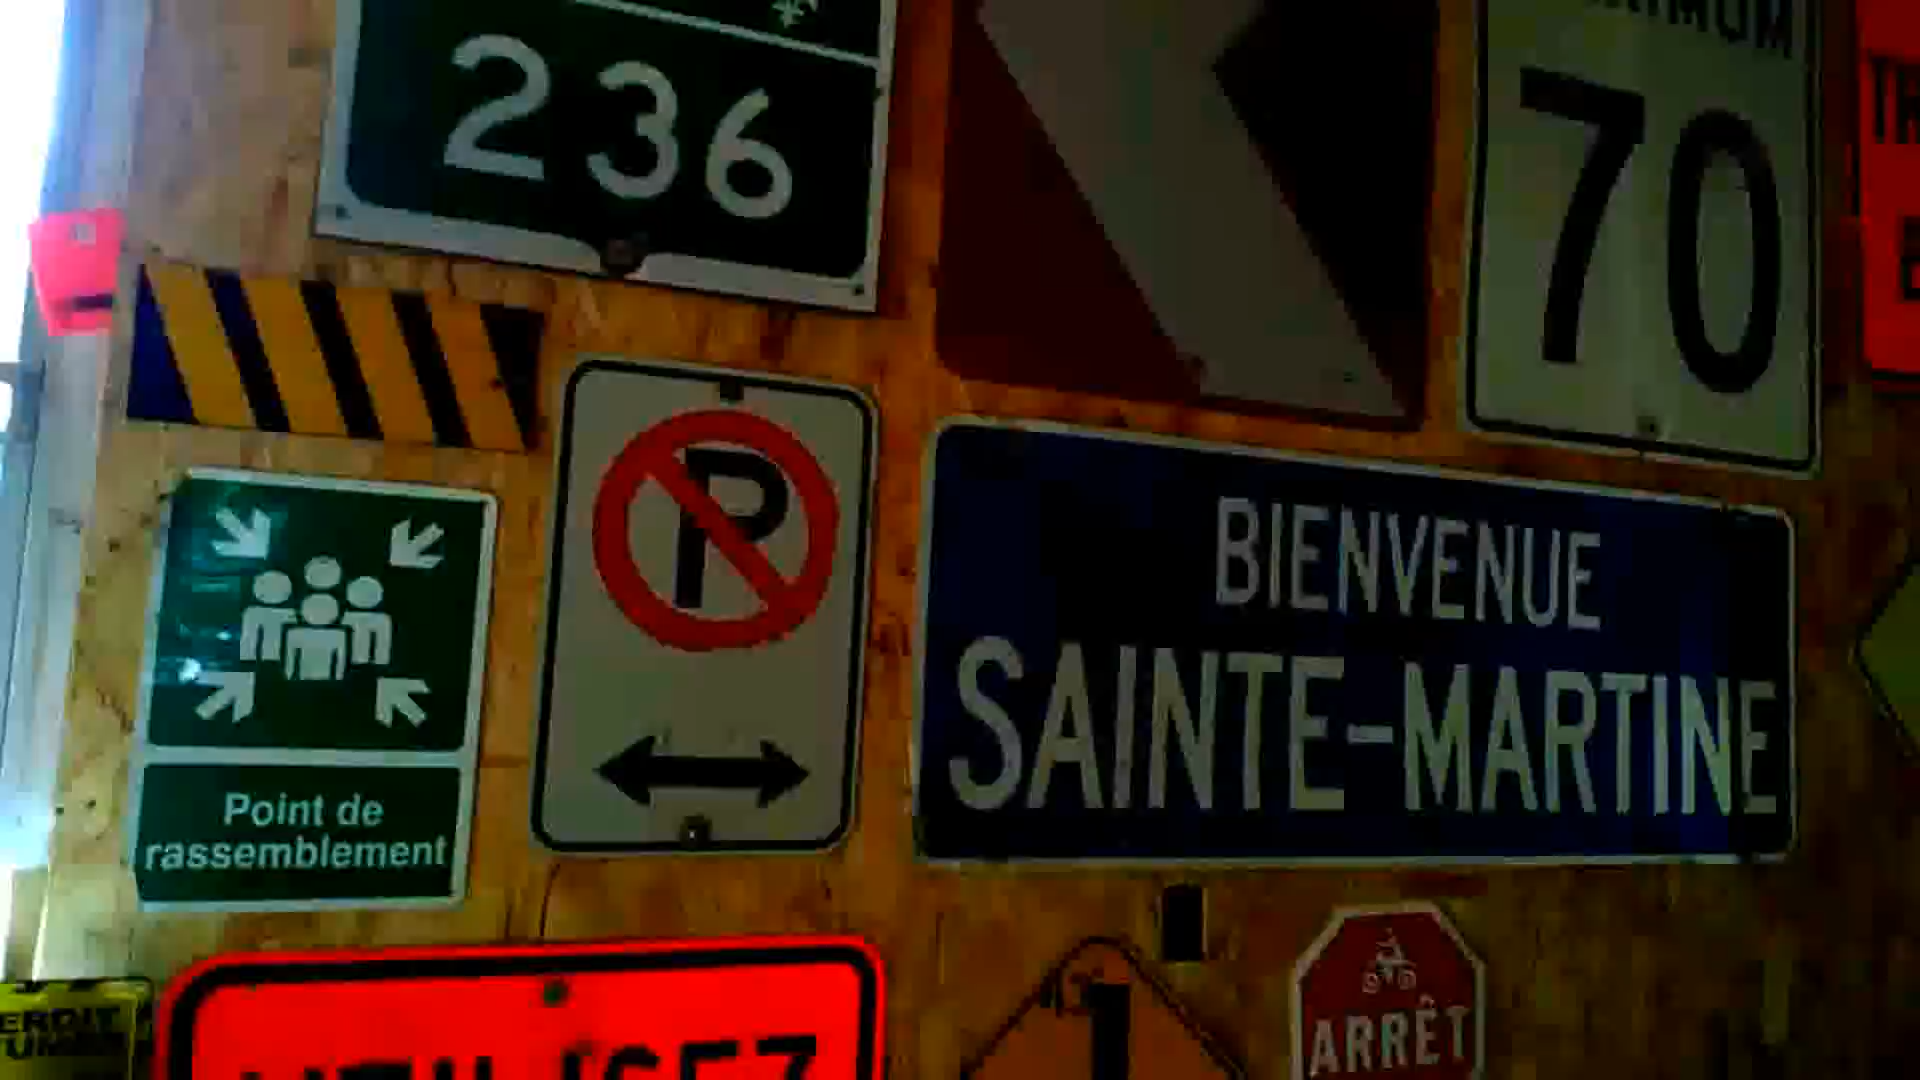 236
70
P
BIENVENUE
SAINTE-MARTINE
Point de
rassemblement
ARRÊT